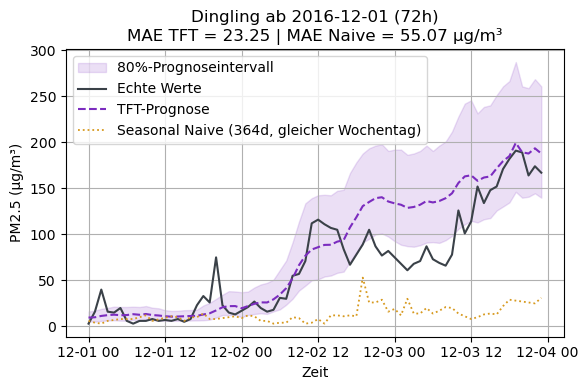 Dingling ab 2016-12-01 (72h)
MAE TFT = 23.25 | MAE Naive = 55.07 µg/m³
80%-Prognoseintervall
Echte Werte
TFT-Prognose
Seasonal Naive (364d, gleicher Wochentag)
PM2.5 (µg/m³)
300
250
200
150
100
50
0
12-01 00
12-01 12
12-02 00
12-02 12
12-03 00
12-03 12
12-04 00
Zeit